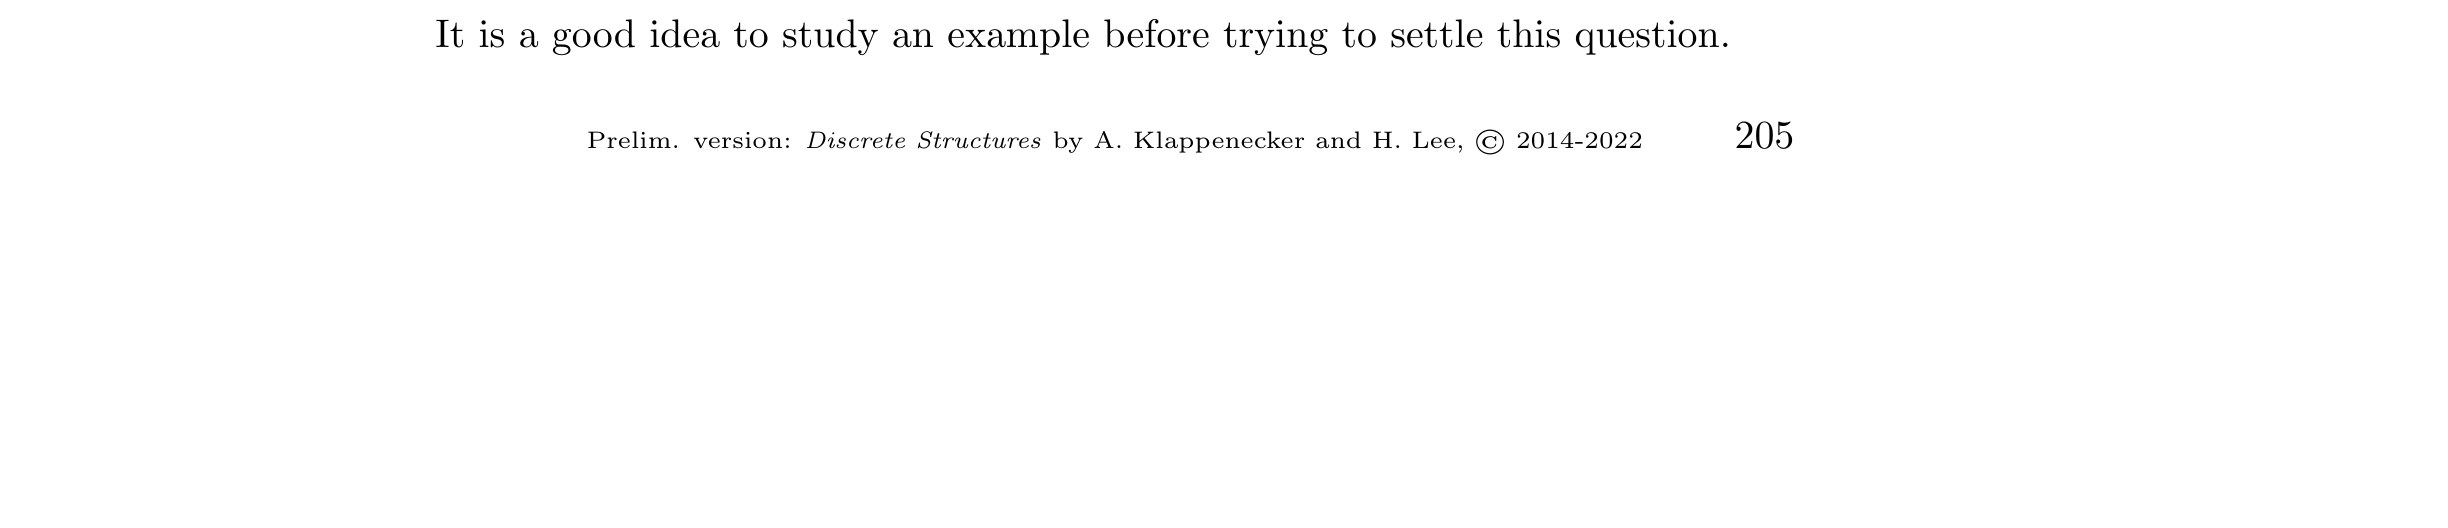 It is a good idea to study an example before trying to settle this question.
Prelim. version: Discrete Structures by A. Klappenecker and H. Lee, © 2014-2022 205